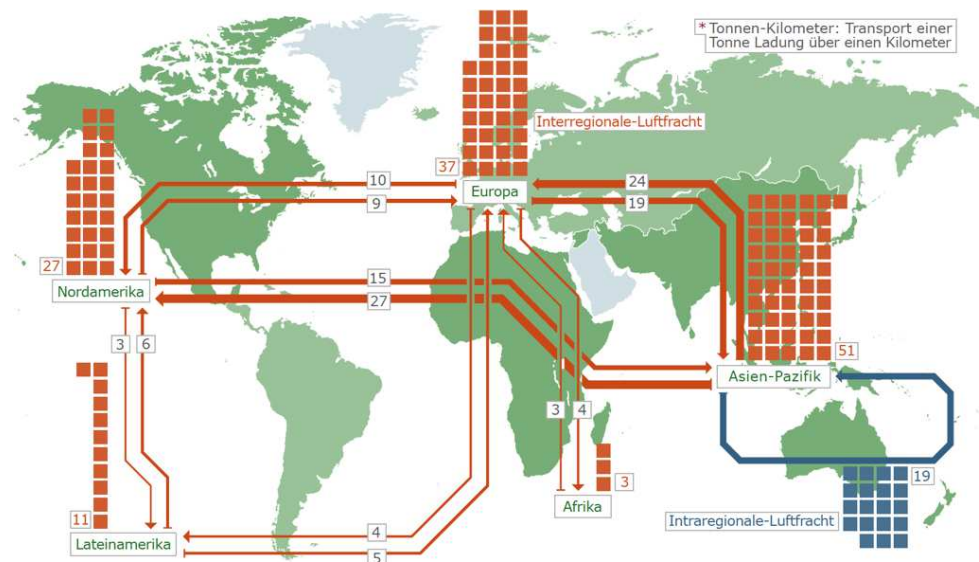 * Tonnen-Kilometer: Transport einer
Tonne Ladung über einen Kilometer
Interregionale-Luftfracht
37
10
Europa
24
9
19
27
15
Nordamerika
27
51
3
6
Asien-Pazifik
3
4
3
19
11
Afrika
Intraregionale-Luftfracht
4
Lateinamerika
5